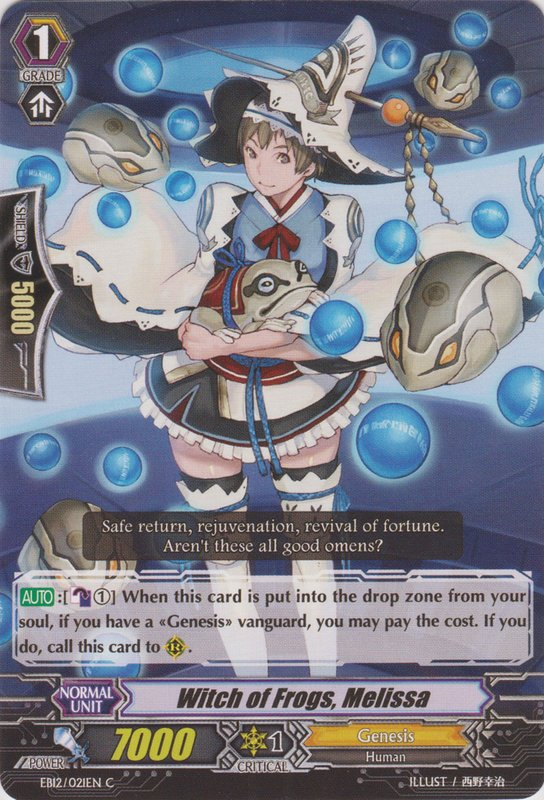 1
GRADE
SHIELD
5000
Safe return, rejuvenation, revival of fortune.
Aren't these all good omens?
AUTO:[①] When this card is put into the drop zone from your
soul, if you have a «Genesis» vanguard, you may pay the cost. If you
do, call this card to R.
NORMAL
UNIT
Witch of Frogs, Melissa
POWER
7000
1
CRITICAL
Genesis
Human
EB12/021EN C
ILLUST / 西野幸治